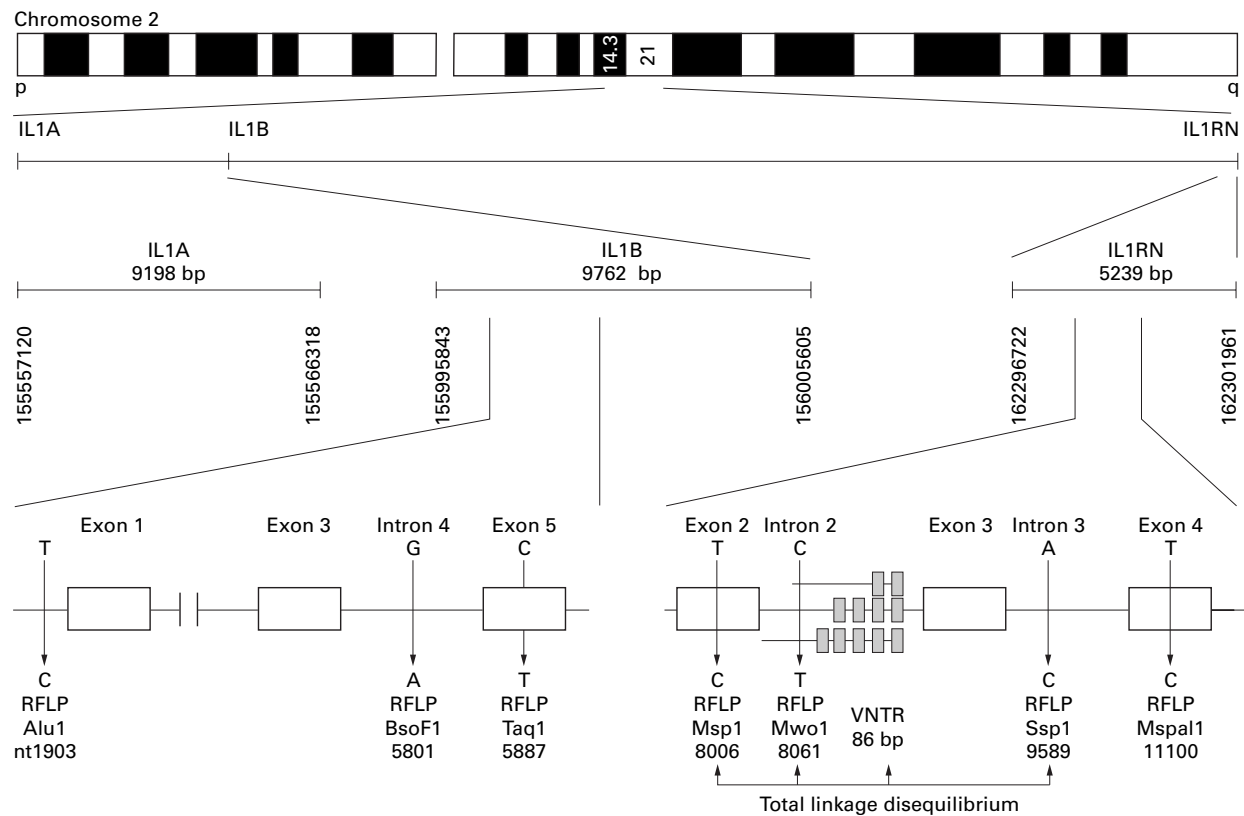 Chromosome 2
14.3
21
p
q
IL1A
IL1B
IL1RN
IL1A
9198 bp
IL1B
9762 bp
IL1RN
5239 bp
155557120
155566318
155995843
156005605
162296722
162301961
Exon 1
Exon 3
Intron 4
Exon 5
Exon 2
Intron 2
Exon 3
Intron 3
Exon 4
T
G
C
T
C
A
T
C
A
T
C
T
C
C
RFLP
Alu1
nt1903
RFLP
BsoF1
5801
RFLP
Taq1
5887
RFLP
Msp1
8006
RFLP
Mwo1
8061
VNTR
86 bp
RFLP
Ssp1
9589
RFLP
Mspal1
11100
Total linkage disequilibrium